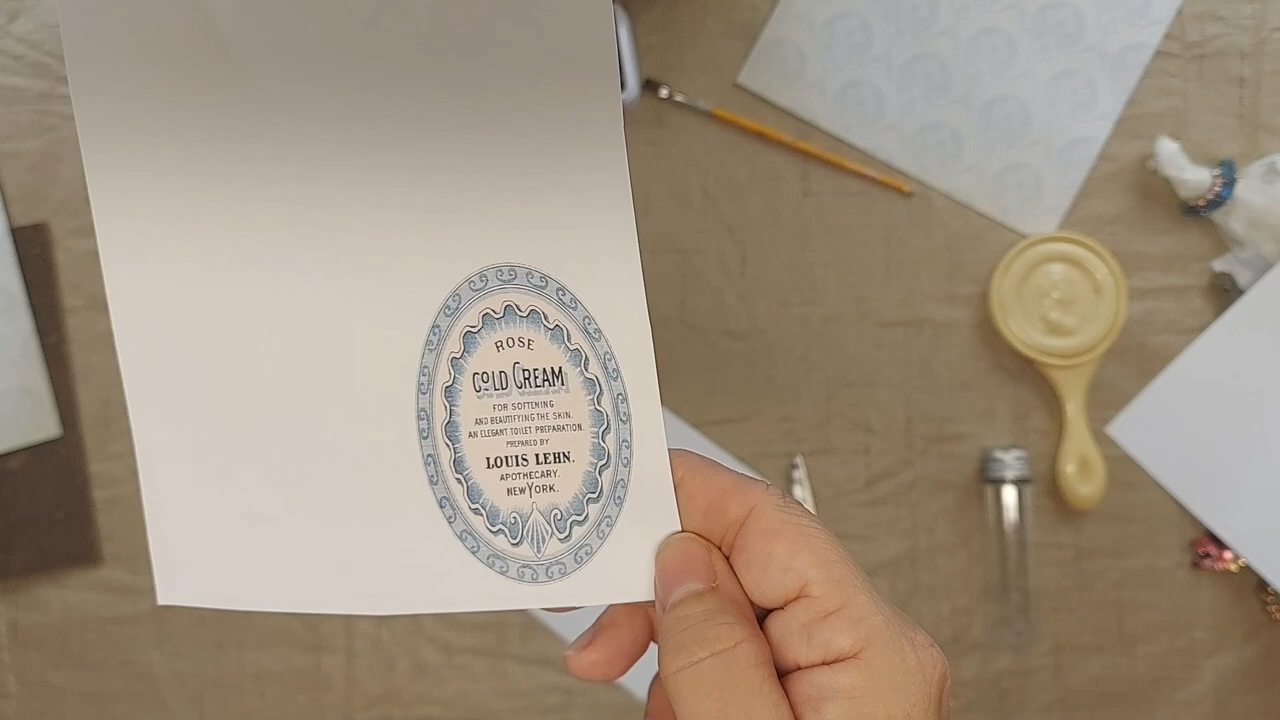 ROSE
COLD CREAM
FOR SOFTENING
AND BEAUTIFYING THE SKIN.
AN ELEGANT TOILET PREPARATION.
PREPARED BY
LOUIS LEHN.
APOTHECARY.
NEW YORK.